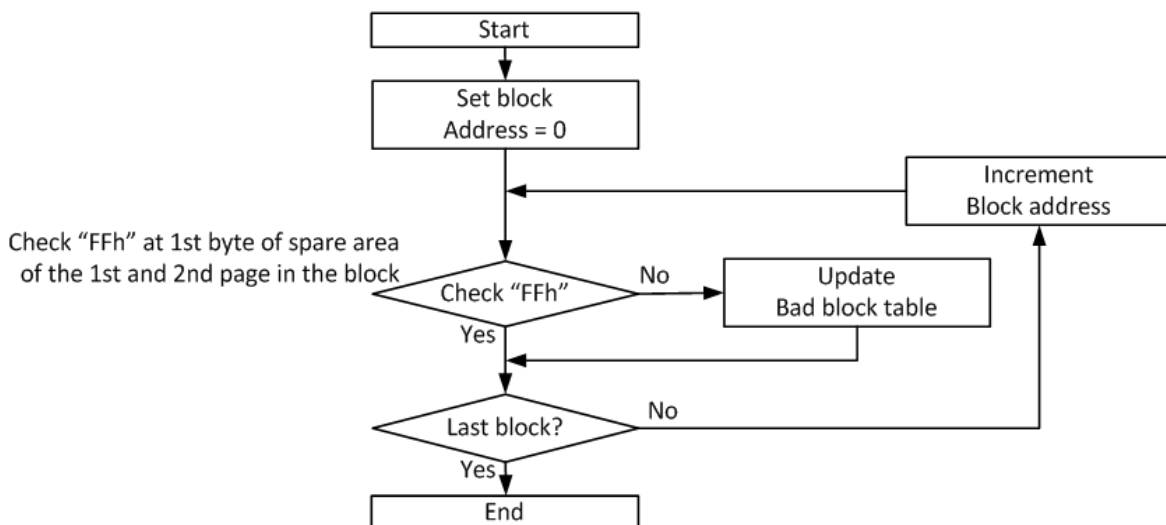 Start
Set block
Address = 0
Increment
Block address
Check “FFh” at 1st byte of spare area
of the 1st and 2nd page in the block
Check “FFh”
No
Update
Bad block table
Yes
Last block?
No
Yes
End